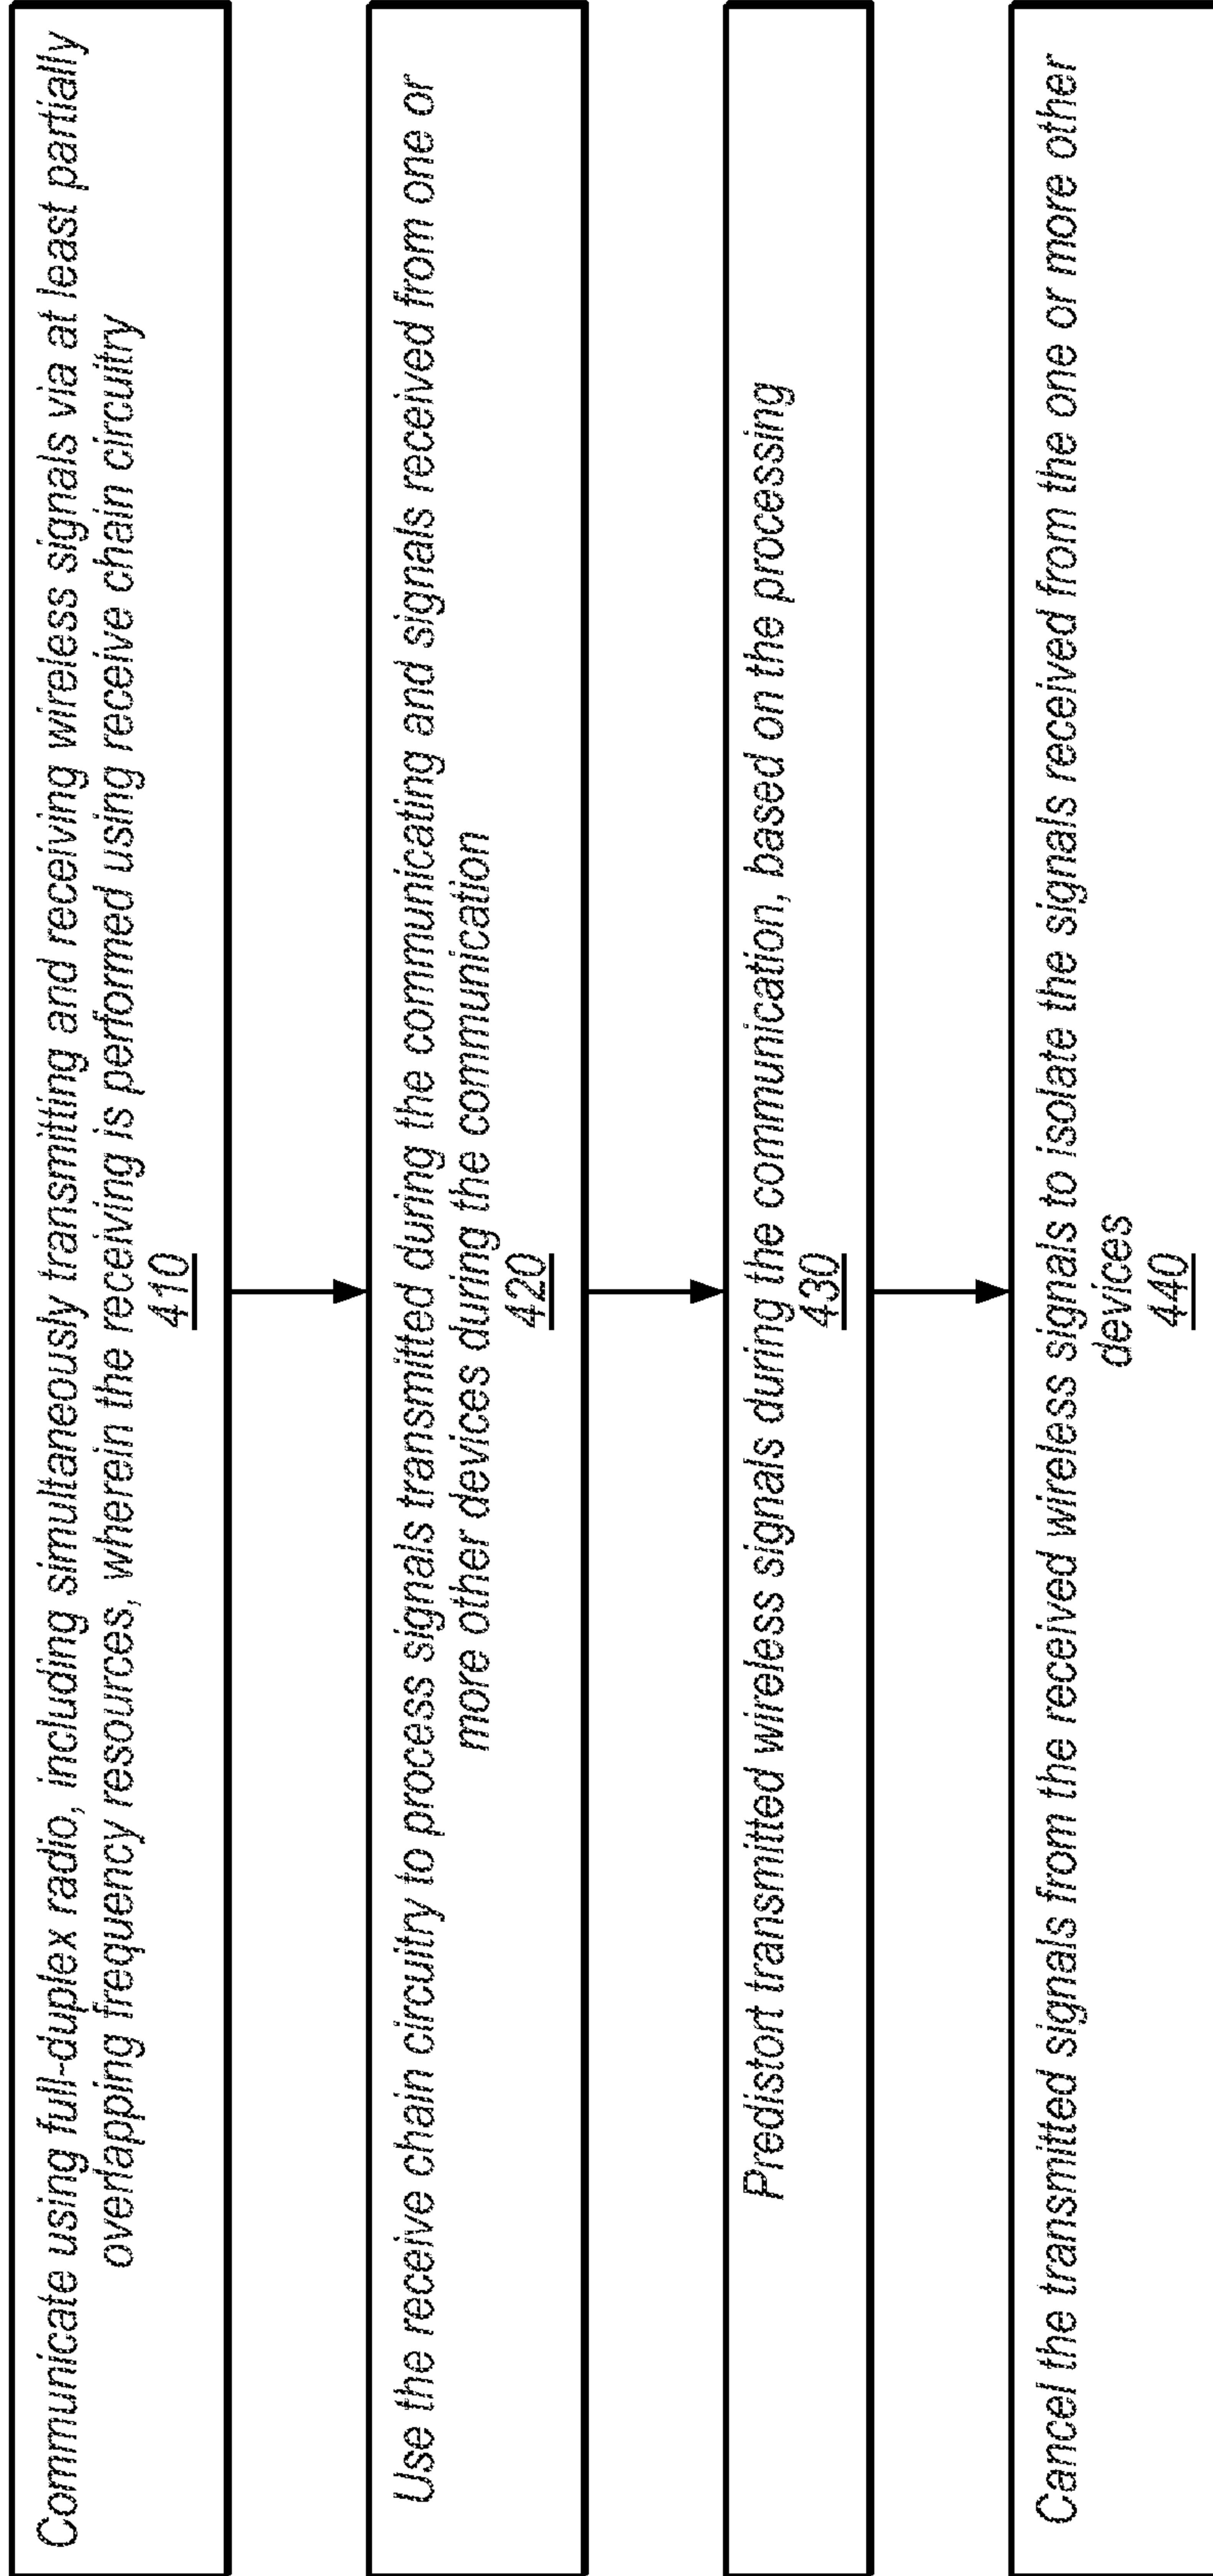 Communicate using full-duplex radio, including simultaneously transmitting and receiving wireless signals via at least partially
overlapping frequency resources, wherein the receiving is performed using receive chain circuitry
410
Use the receive chain circuitry to process signals transmitted during the communicating and signals received from one or
more other devices during the communication
420
Predistort transmitted wireless signals during the communication, based on the processing
430
Cancel the transmitted signals from the received wireless signals to isolate the signals received from the one or more other
devices
440